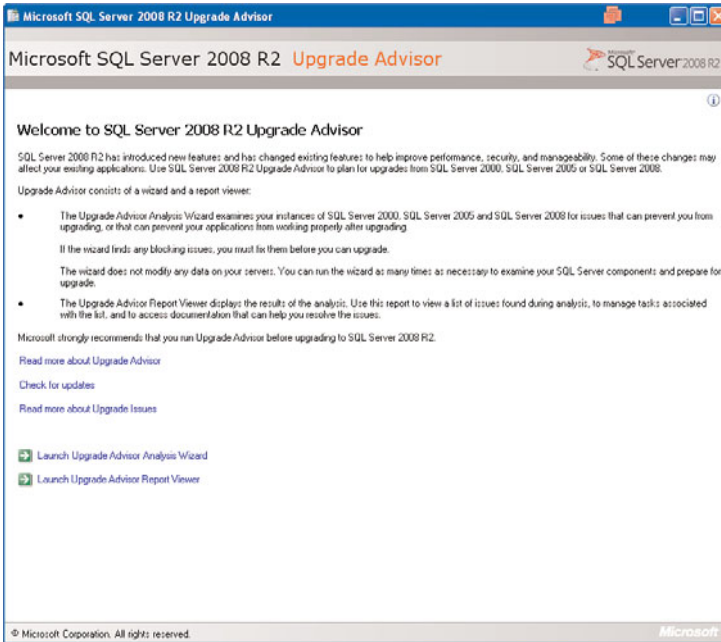 Microsoft SQL Server 2008 R2 Upgrade Advisor
Microsoft SQL Server 2008 R2 Upgrade Advisor
Microsoft
SQL Server 2008 R2
Welcome to SQL Server 2008 R2 Upgrade Advisor
SQL Server 2008 R2 has introduced new features and has changed existing features to help improve performance, security, and manageability. Some of these changes may
affect your existing applications. Use SQL Server 2008 R2 Upgrade Advisor to plan for upgrades from SQL Server 2000, SQL Server 2005 or SQL Server 2008.
Upgrade Advisor consists of a wizard and a report viewer:
• The Upgrade Advisor Analysis Wizard examines your instances of SQL Server 2000, SQL Server 2005 and SQL Server 2008 for issues that can prevent you from
upgrading, or that can prevent your applications from working properly after upgrading.
If the wizard finds any blocking issues, you must fix them before you can upgrade.
The wizard does not modify any data on your servers. You can run the wizard as many times as necessary to examine your SQL Server components and prepare for
upgrade.
• The Upgrade Advisor Report Viewer displays the results of the analysis. Use this report to view a list of issues found during analysis, to manage tasks associated
with the list, and to access documentation that can help you resolve the issues.
Microsoft strongly recommends that you run Upgrade Advisor before upgrading to SQL Server 2008 R2.
Read more about Upgrade Advisor
Check for updates
Read more about Upgrade Issues
Launch Upgrade Advisor Analysis Wizard
Launch Upgrade Advisor Report Viewer
© Microsoft Corporation. All rights reserved.
Microsoft